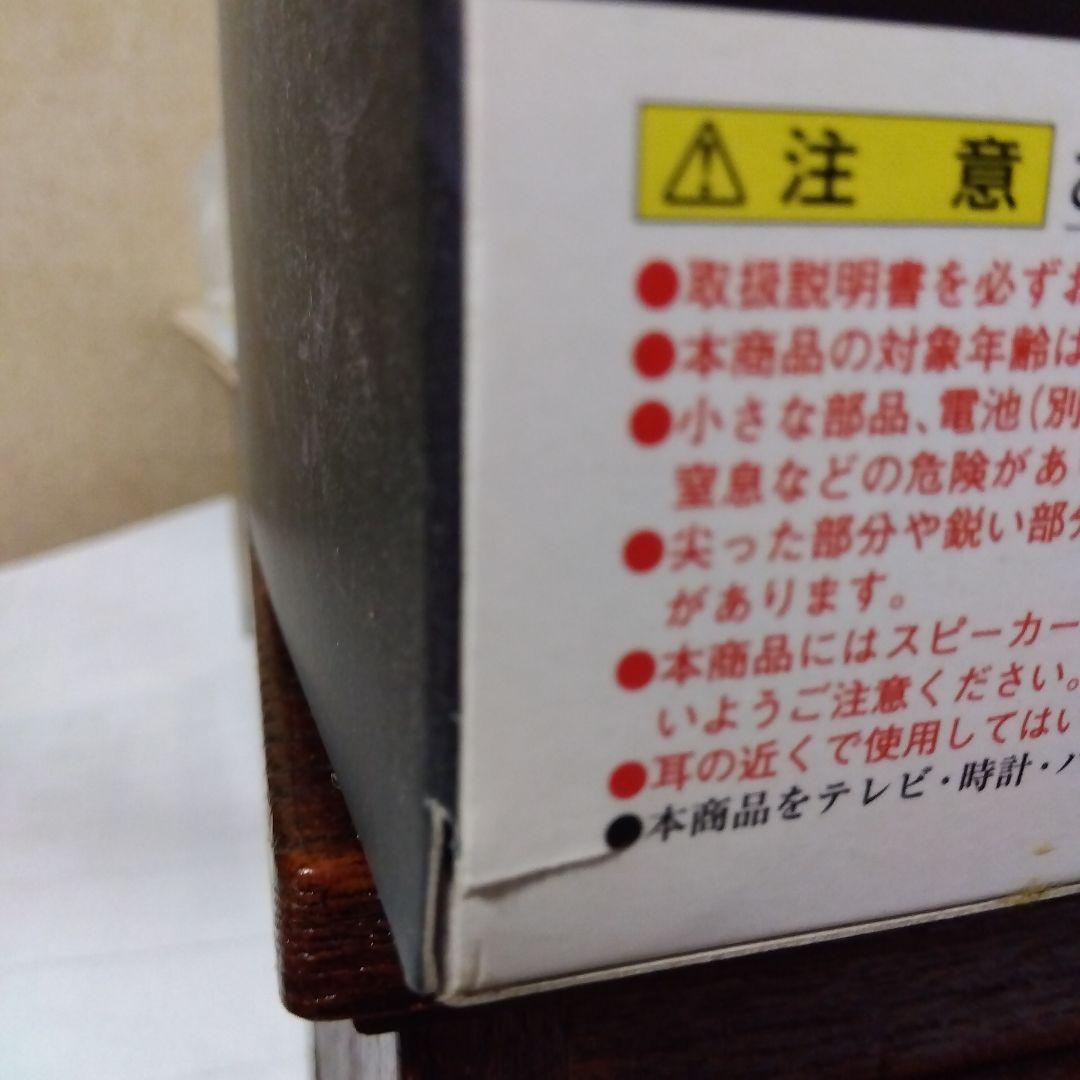 注 意
●取扱説明書を必ずお
●本商品の対象年齢は
●小さな部品、電池(別
窒息などの危険があ
●尖った部分や鋭い部分
があります。
●本商品にはスピーカー
いようご注意ください。
●耳の近くで使用しては
●本商品をテレビ・時計・